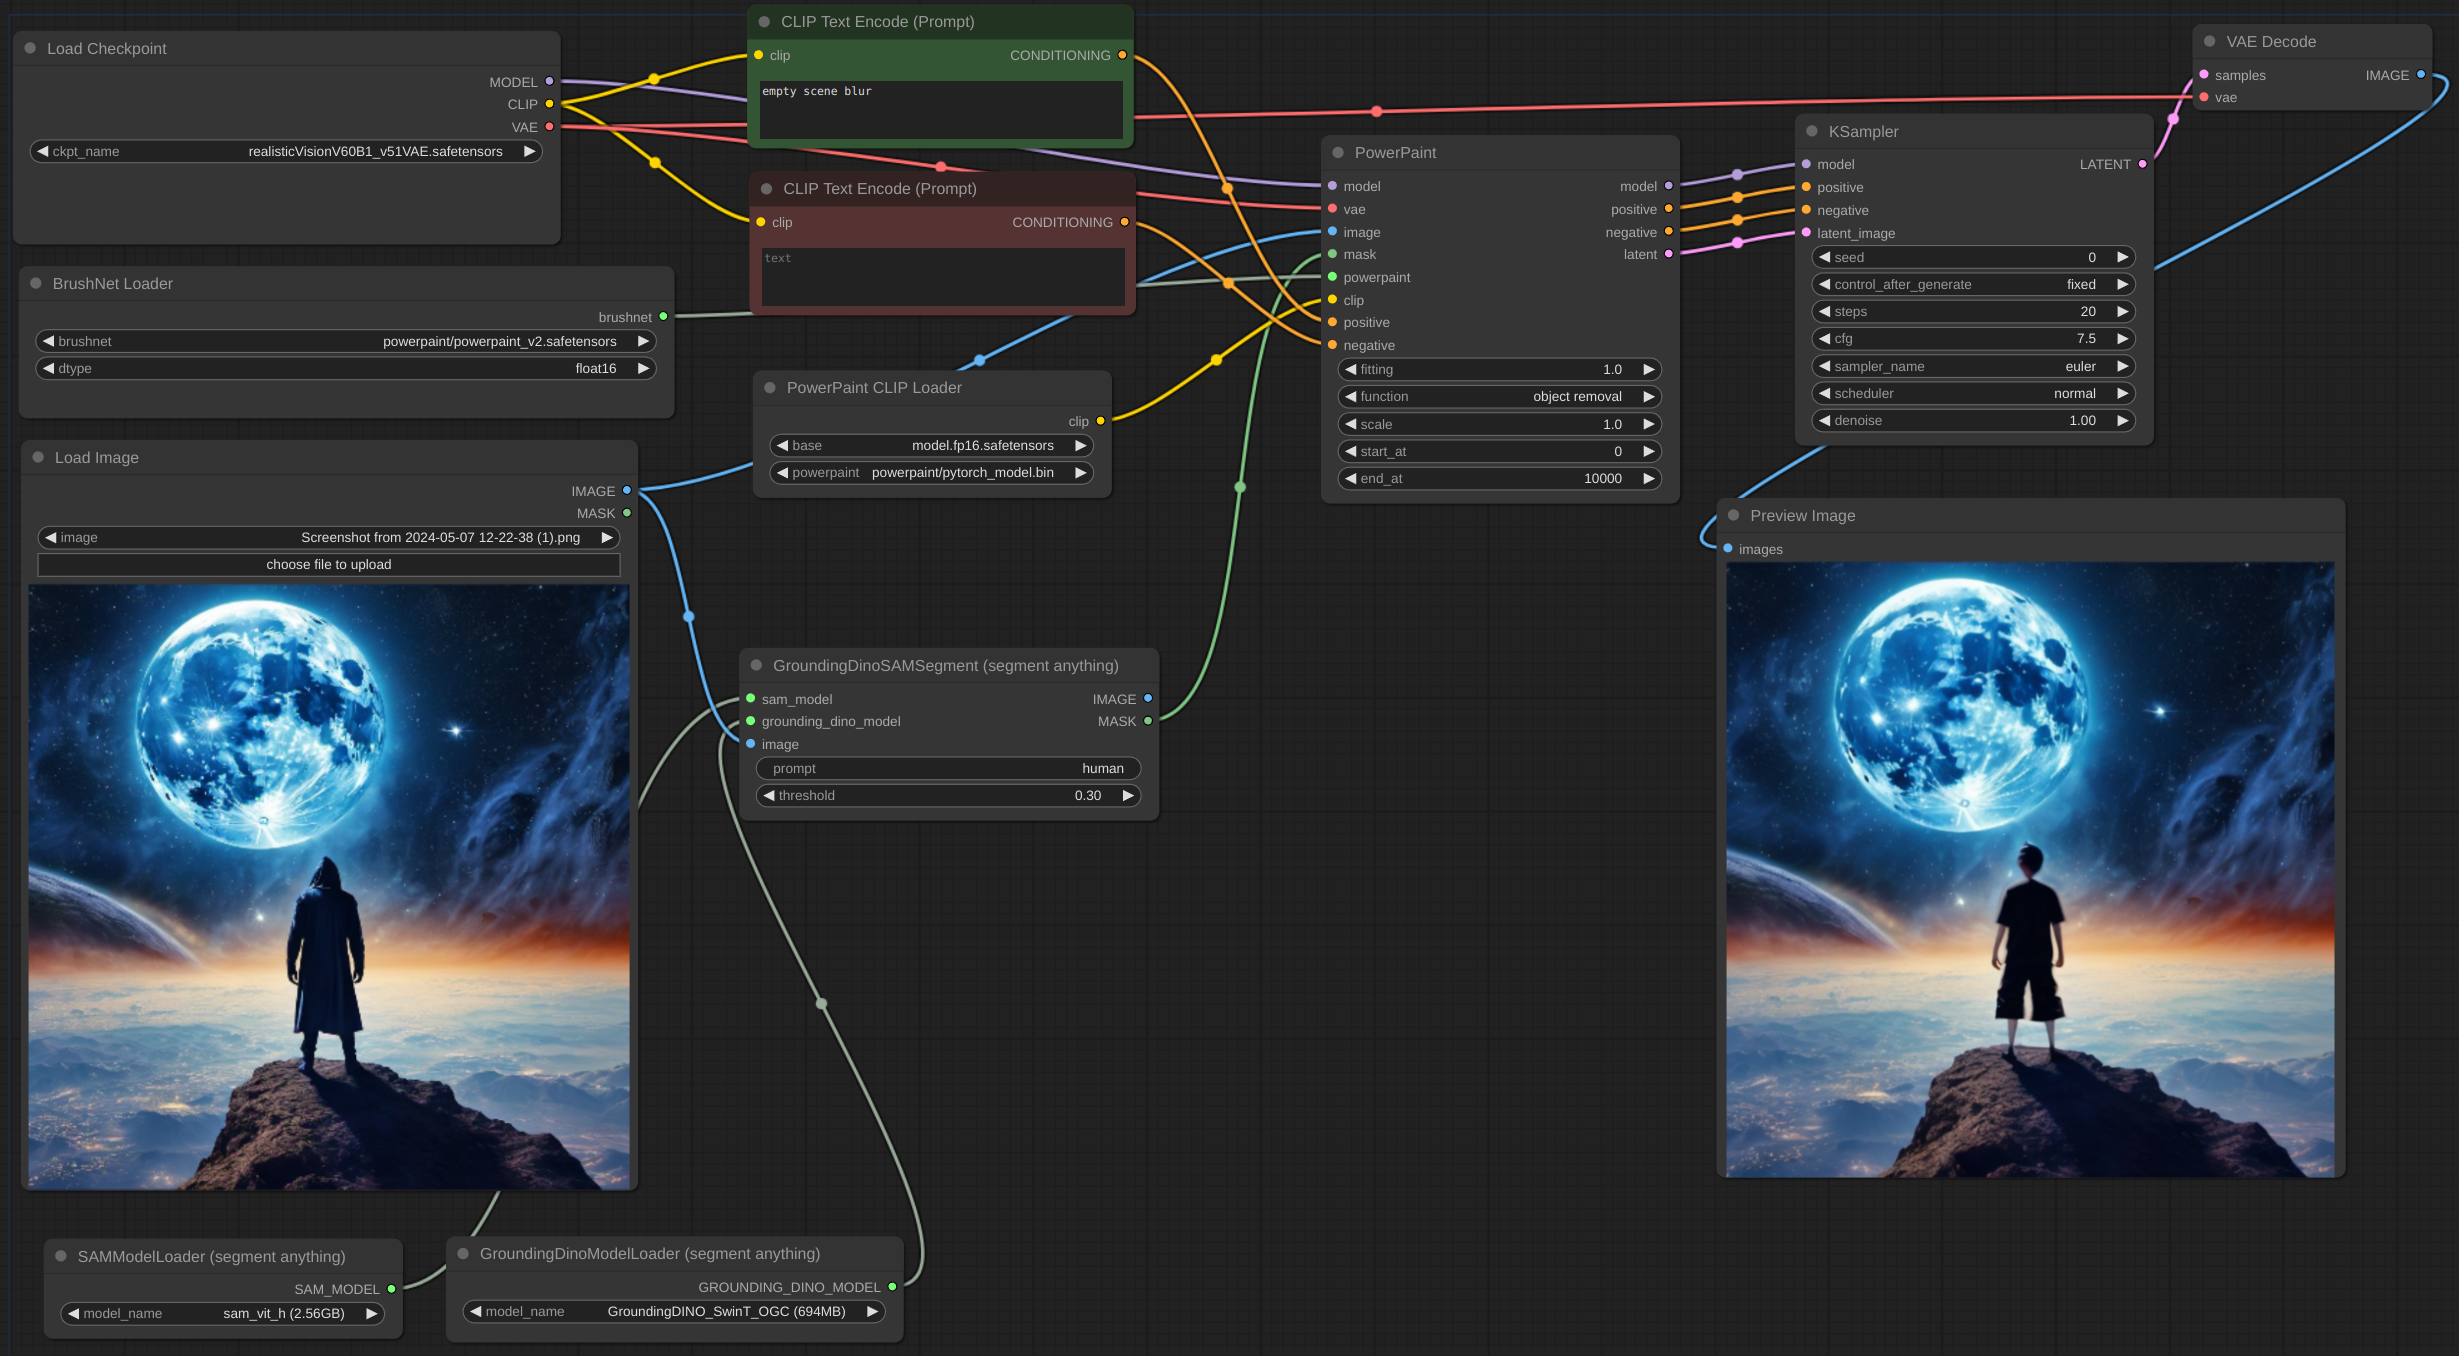 Load Checkpoint
MODEL
CLIP
VAE
ckpt_name realisticVisionV60B1_v51VAE.safetensors
BrushNet Loader
brushnet
brushnet powerpaint/powerpaint_v2.safetensors
dtype float16
Load Image
IMAGE
MASK
image Screenshot from 2024-05-07 12-22-38 (1).png
choose file to upload
SAMModelLoader (segment anything)
SAM_MODEL
model_name sam_vit_h (2.56GB)
GroundingDinoModelLoader (segment anything)
GROUNDING_DINO_MODEL
model_name GroundingDINO_SwinT_OGC (694MB)
CLIP Text Encode (Prompt)
clip CONDITIONING
empty scene blur
CLIP Text Encode (Prompt)
clip CONDITIONING
text
PowerPaint CLIP Loader
clip
base model.fp16.safetensors
powerpaint powerpaint/pytorch_model.bin
GroundingDinoSAMSegment (segment anything)
sam_model IMAGE
grounding_dino_model MASK
image
prompt human
threshold 0.30
PowerPaint
model model
vae positive
image negative
mask latent
powerpaint
clip
positive
negative
fitting 1.0
function object removal
scale 1.0
start_at 0
end_at 10000
KSampler
model LATENT
positive
negative
latent_image
seed 0
control_after_generate fixed
steps 20
cfg 7.5
sampler_name euler
scheduler normal
denoise 1.00
VAE Decode
samples IMAGE
vae
Preview Image
images